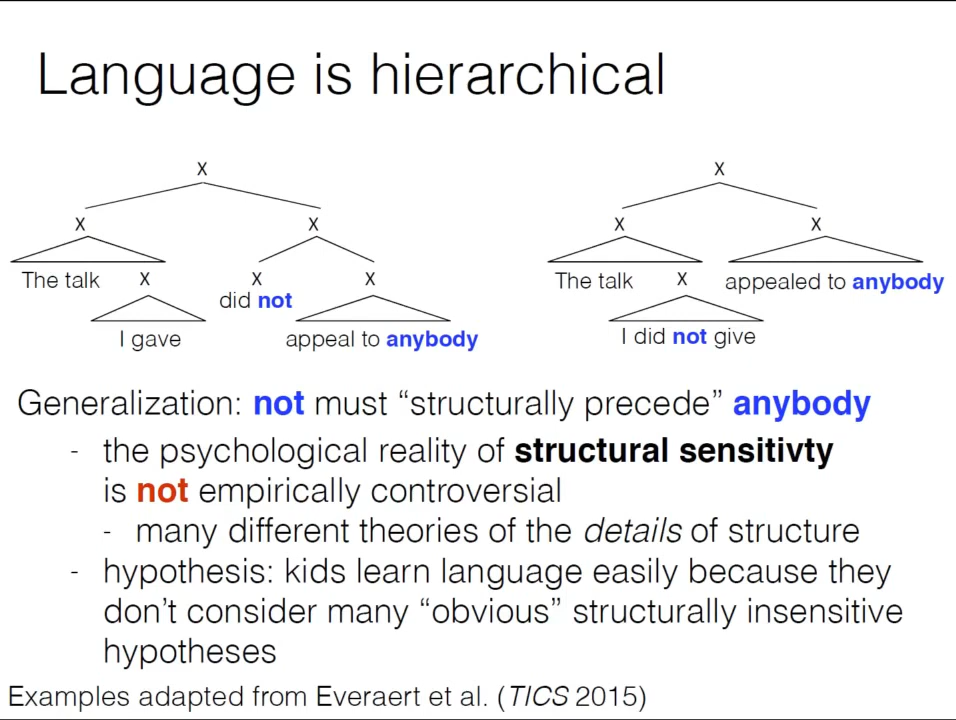 Language is hierarchical
X
X
X
The talk
X
I gave
X
did not
X
appeal to anybody
X
X
X
The talk
X
I did not give
appealed to anybody
Generalization: not must “structurally precede” anybody
- the psychological reality of structural sensitivty
is not empirically controversial
- many different theories of the details of structure
- hypothesis: kids learn language easily because they
don’t consider many “obvious” structurally insensitive
hypotheses
Examples adapted from Everaert et al. (TICS 2015)